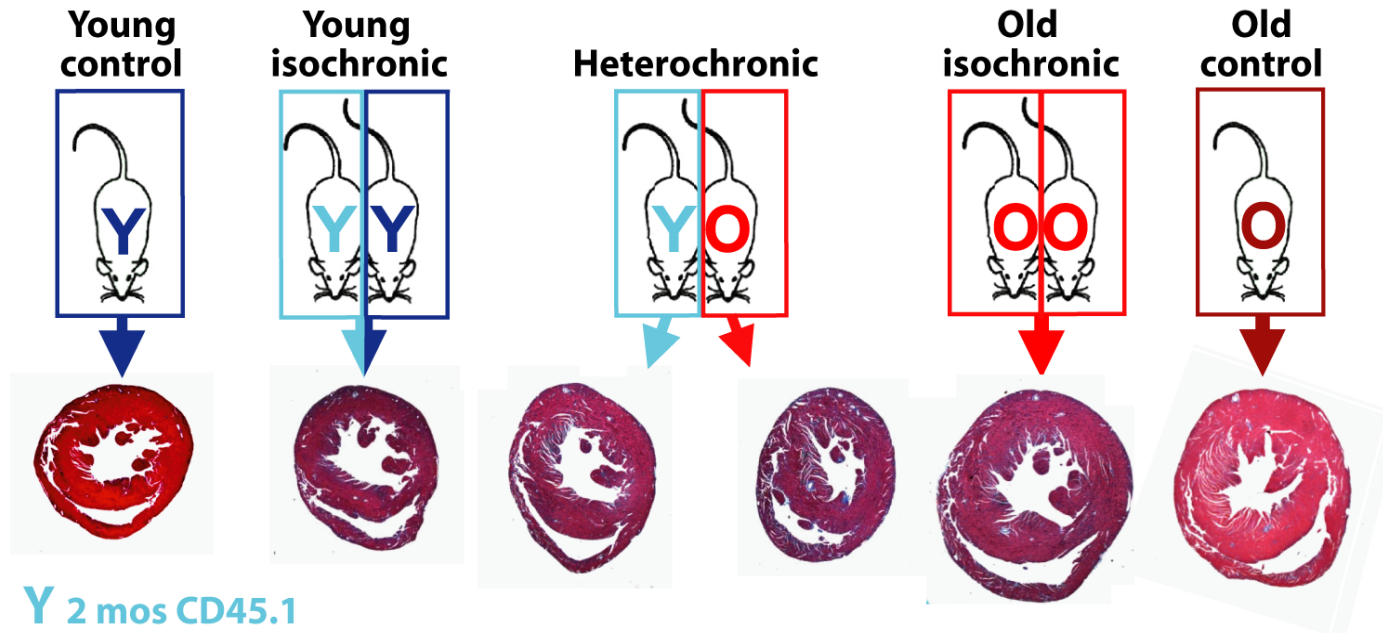 Young control
Young isochronic
Heterochronic
Old isochronic
Old control
Y
Y Y
Y O
O O
O
Y 2 mos CD45.1